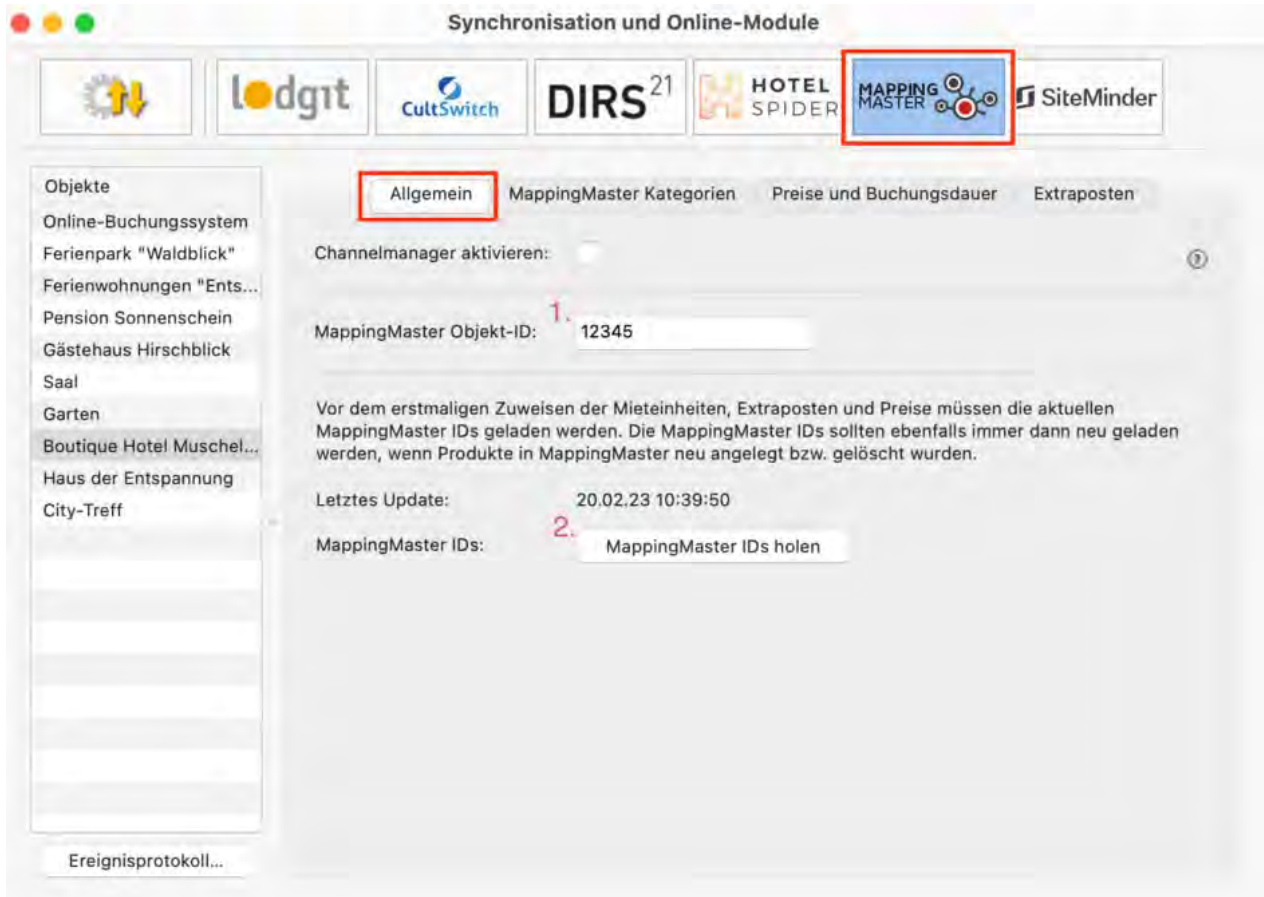 Synchronisation und Online-Module
lodgit
CultSwitch
DIRS21
HOTEL
SPIDER
MAPPING
MASTER
SiteMinder
Objekte
Online-Buchungssystem
Ferienpark "Waldblick"
Ferienwohnungen "Ents...
Pension Sonnenschein
Gästehaus Hirschblick
Saal
Garten
Boutique Hotel Muschel...
Haus der Entspannung
City-Treff
Ereignisprotokoll...
Allgemein
MappingMaster Kategorien
Preise und Buchungsdauer
Extraposten
Channelmanager aktivieren:
?
1.
MappingMaster Objekt-ID: 12345
Vor dem erstmaligen Zuweisen der Mieteinheiten, Extraposten und Preise müssen die aktuellen
MappingMaster IDs geladen werden. Die MappingMaster IDs sollten ebenfalls immer dann neu geladen
werden, wenn Produkte in MappingMaster neu angelegt bzw. gelöscht wurden.
Letztes Update: 20.02.23 10:39:50
2.
MappingMaster IDs: MappingMaster IDs holen